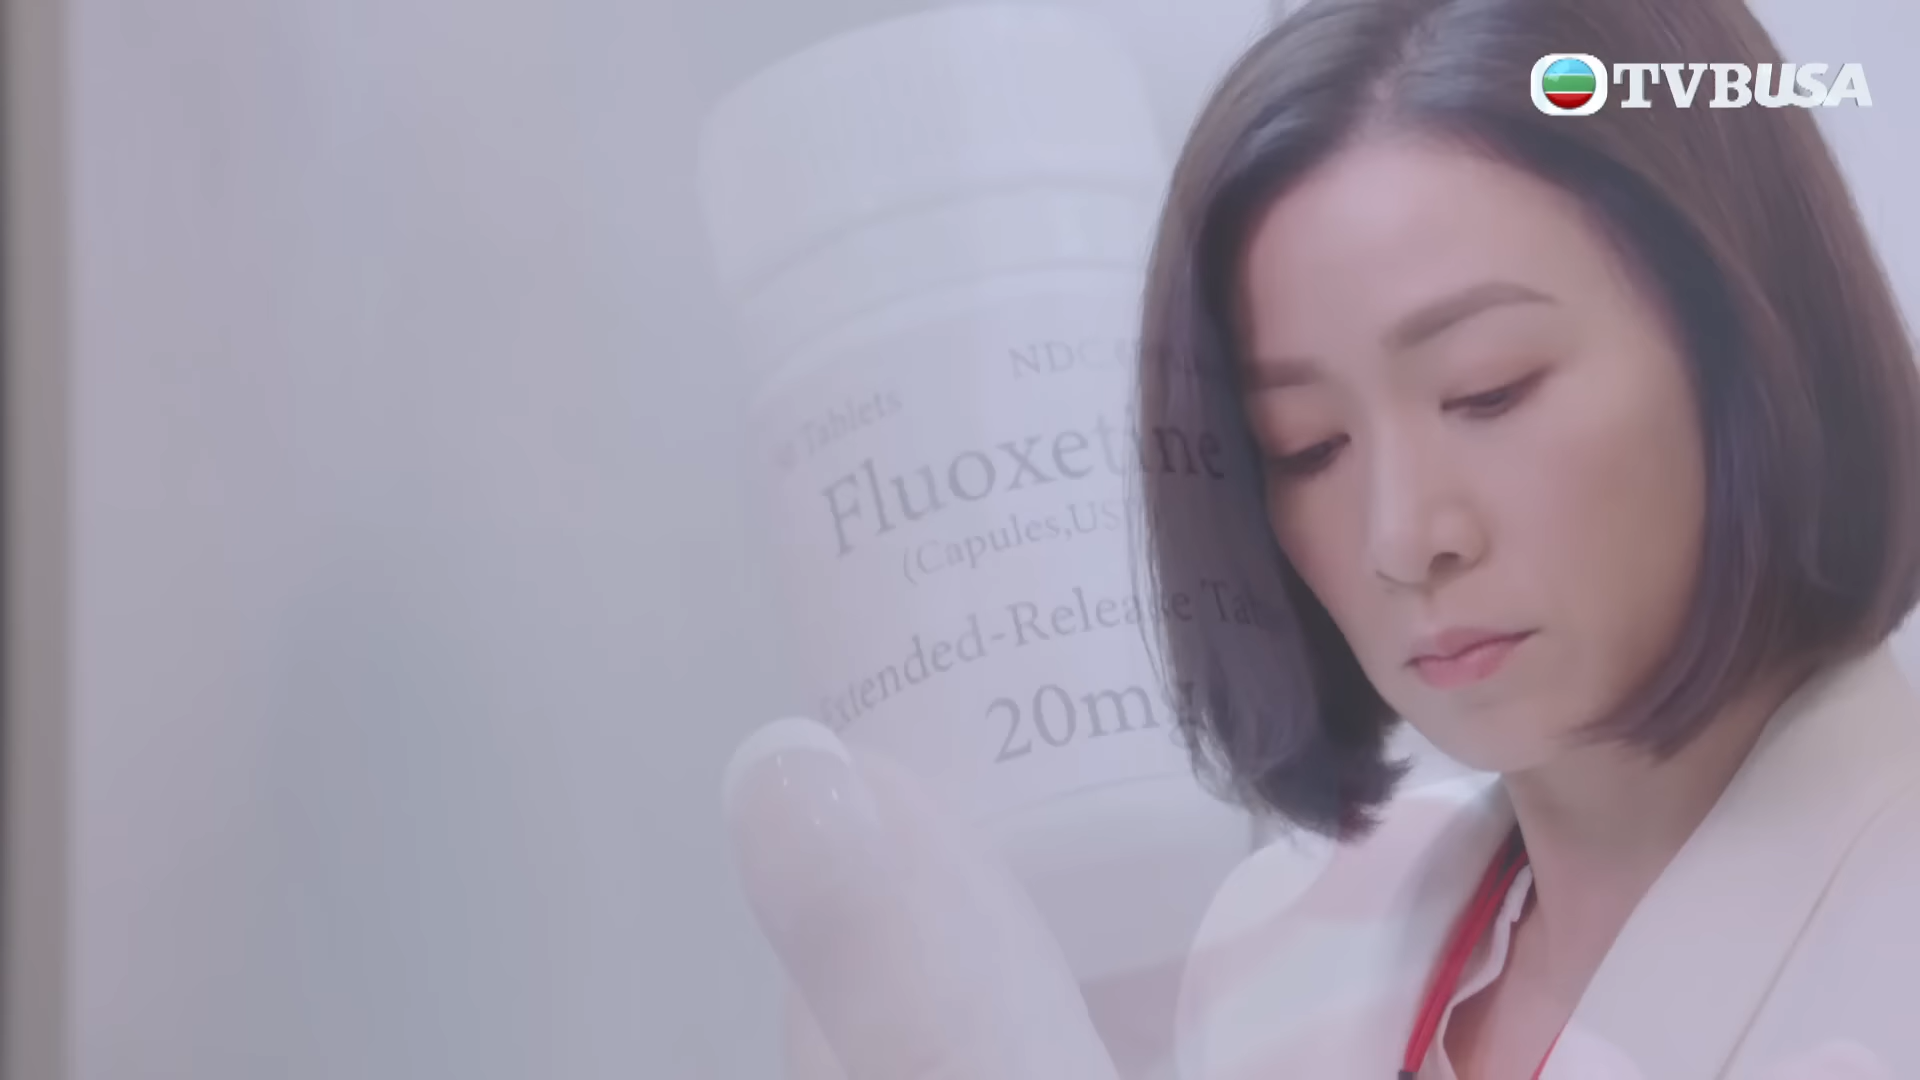 TVBUSA
NDC
Tablets
Fluoxetine
(Capules,US
Extended-Release Tab
20mg